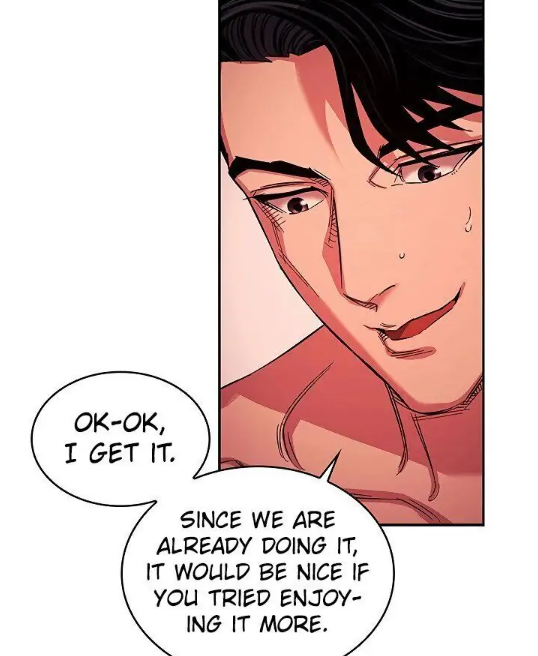 OK-OK,
I GET IT.
SINCE WE ARE
ALREADY DOING IT,
IT WOULD BE NICE IF
YOU TRIED ENJOY-
ING IT MORE.